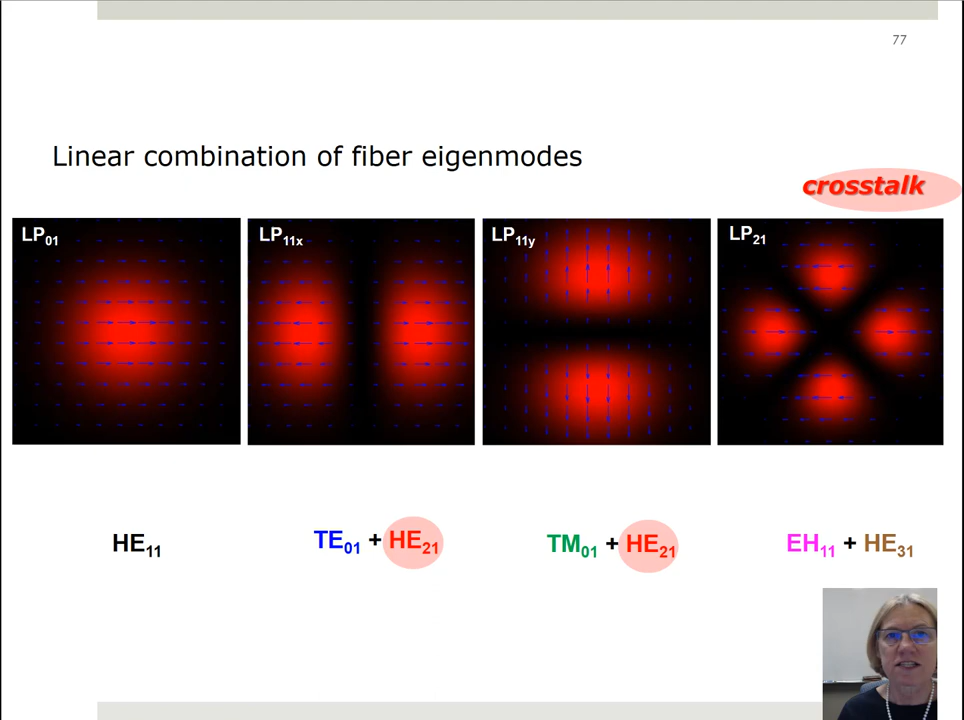 77
Linear combination of fiber eigenmodes
crosstalk
LP01 LP11x LP11y LP21
HE11 TE01 + HE21 TM01 + HE21 EH11 + HE31